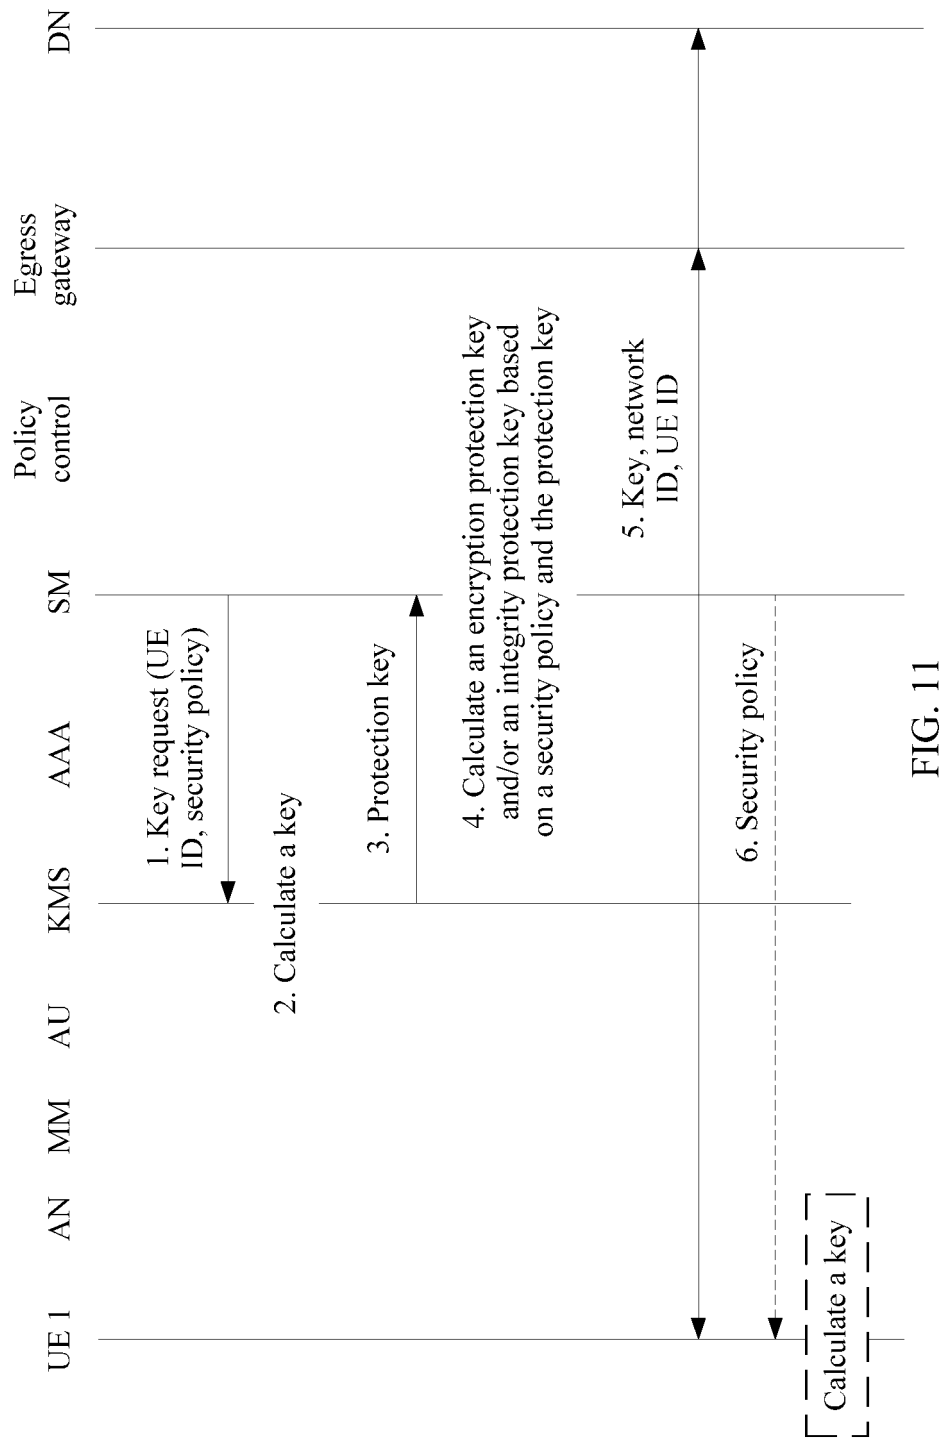 UE 1
AN
MM
AU
KMS
AAA
SM
Policy
control
Egress
gateway
DN
1. Key request (UE
ID, security policy)
2. Calculate a key
3. Protection key
4. Calculate an encryption protection key
and/or an integrity protection key based
on a security policy and the protection key
5. Key, network
ID, UE ID
6. Security policy
Calculate a key
FIG. 11